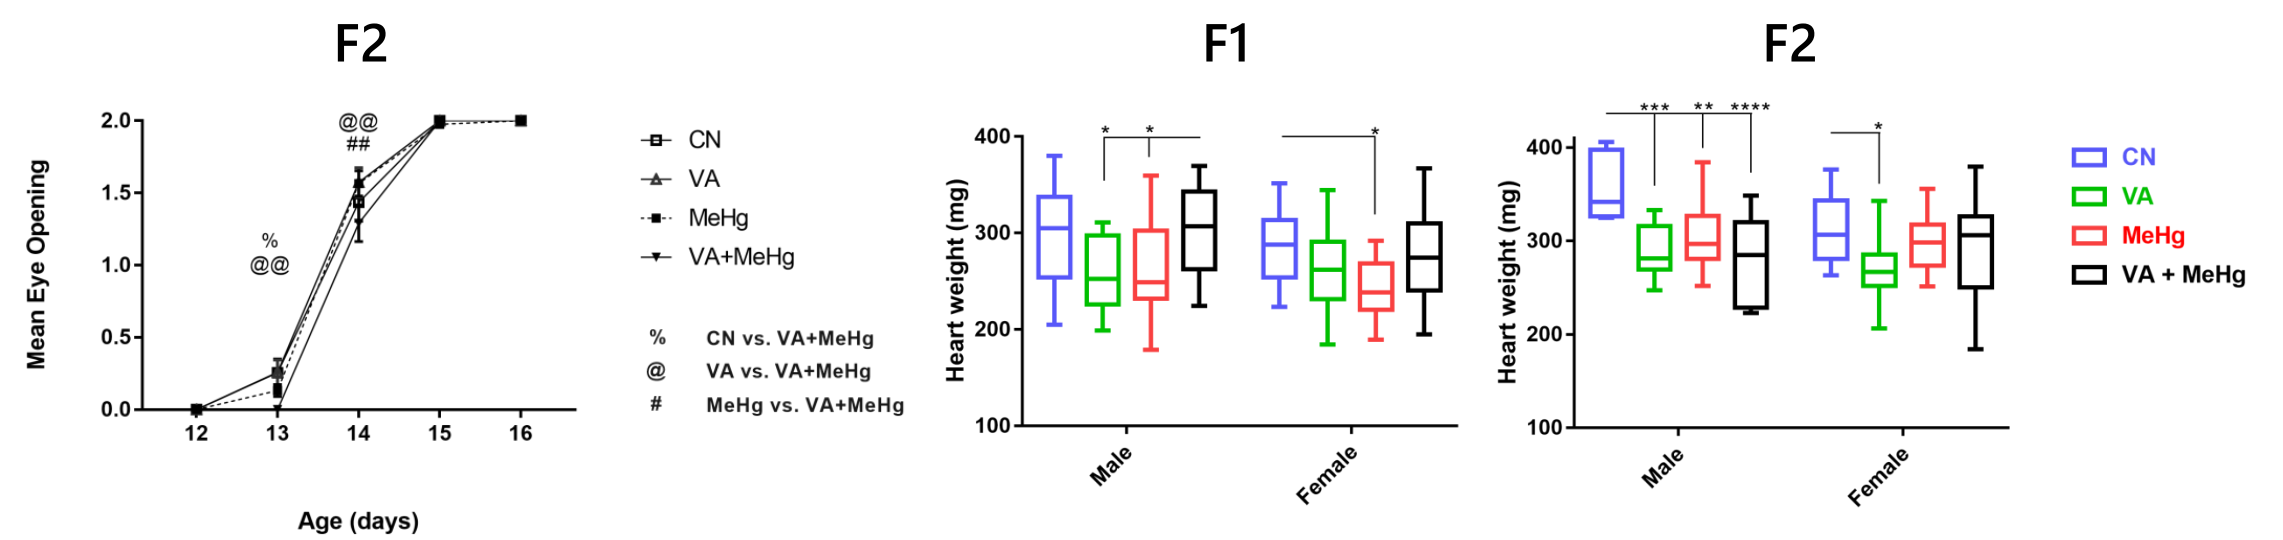 F2
@@
##
%
@@
2.0
1.5
1.0
0.5
0.0
12 13 14 15 16
Mean Eye Opening
Age (days)
CN
VA
MeHg
VA+MeHg
% CN vs. VA+MeHg
@ VA vs. VA+MeHg
# MeHg vs. VA+MeHg
F1
* *
*
400
300
200
100
Heart weight (mg)
Male Female
F2
*** ** ****
*
400
300
200
100
Heart weight (mg)
Male Female
CN
VA
MeHg
VA + MeHg